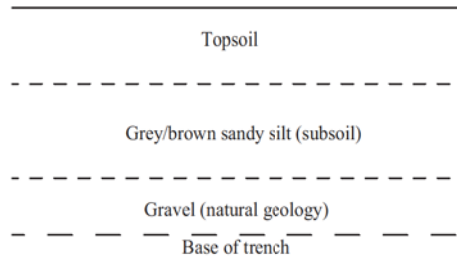 Topsoil
Grey/brown sandy silt (subsoil)
Gravel (natural geology)
Base of trench